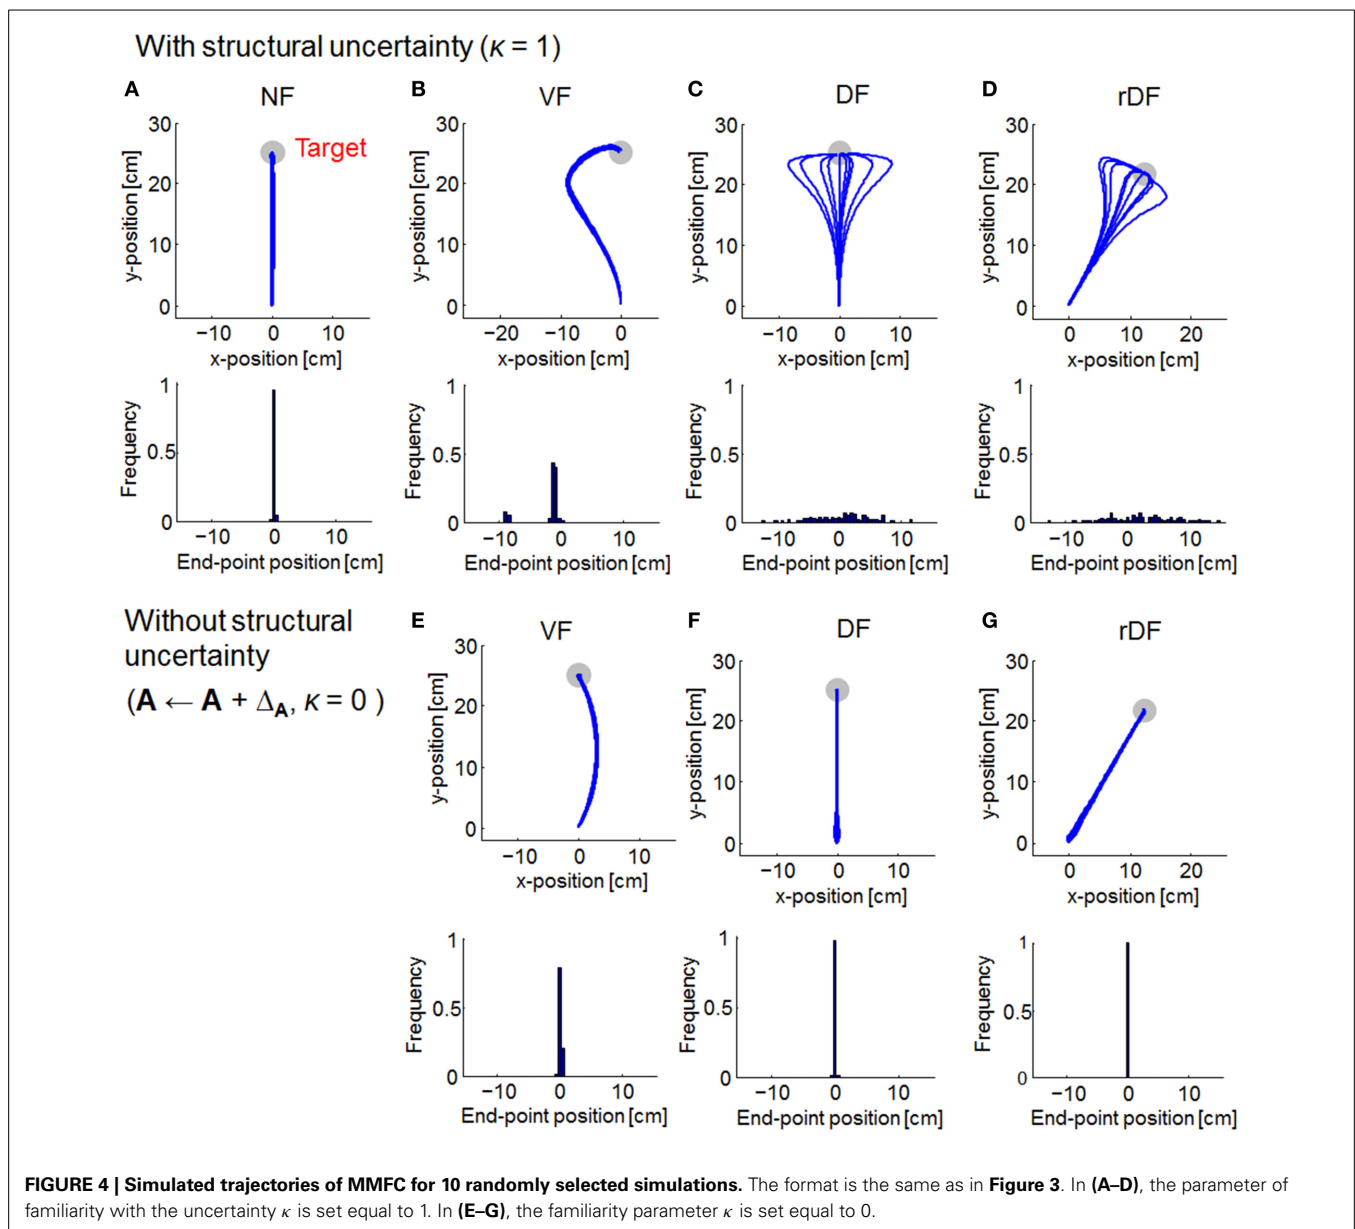 With structural uncertainty (κ = 1)
A
NF
30
20
10
0
y-position [cm]
Target
−10 0 10
x-position [cm]
1
0.5
0
Frequency
−10 0 10
End-point position [cm]
B
VF
30
20
10
0
y-position [cm]
−20 −10 0
x-position [cm]
1
0.5
0
Frequency
−10 0 10
End-point position [cm]
C
DF
30
20
10
0
y-position [cm]
−10 0 10
x-position [cm]
1
0.5
0
Frequency
−10 0 10
End-point position [cm]
D
rDF
30
20
10
0
y-position [cm]
0 10 20
x-position [cm]
1
0.5
0
Frequency
−10 0 10
End-point position [cm]
Without structural
uncertainty
(A ← A + ΔA, κ = 0 )
E
VF
30
20
10
0
y-position [cm]
−10 0 10
x-position [cm]
1
0.5
0
Frequency
−10 0 10
End-point position [cm]
F
DF
30
20
10
0
y-position [cm]
−10 0 10
x-position [cm]
1
0.5
0
Frequency
−10 0 10
End-point position [cm]
G
rDF
30
20
10
0
y-position [cm]
0 10 20
x-position [cm]
1
0.5
0
Frequency
−10 0 10
End-point position [cm]
FIGURE 4 | Simulated trajectories of MMFC for 10 randomly selected simulations. The format is the same as in Figure 3. In (A–D), the parameter of
familiarity with the uncertainty κ is set equal to 1. In (E–G), the familiarity parameter κ is set equal to 0.